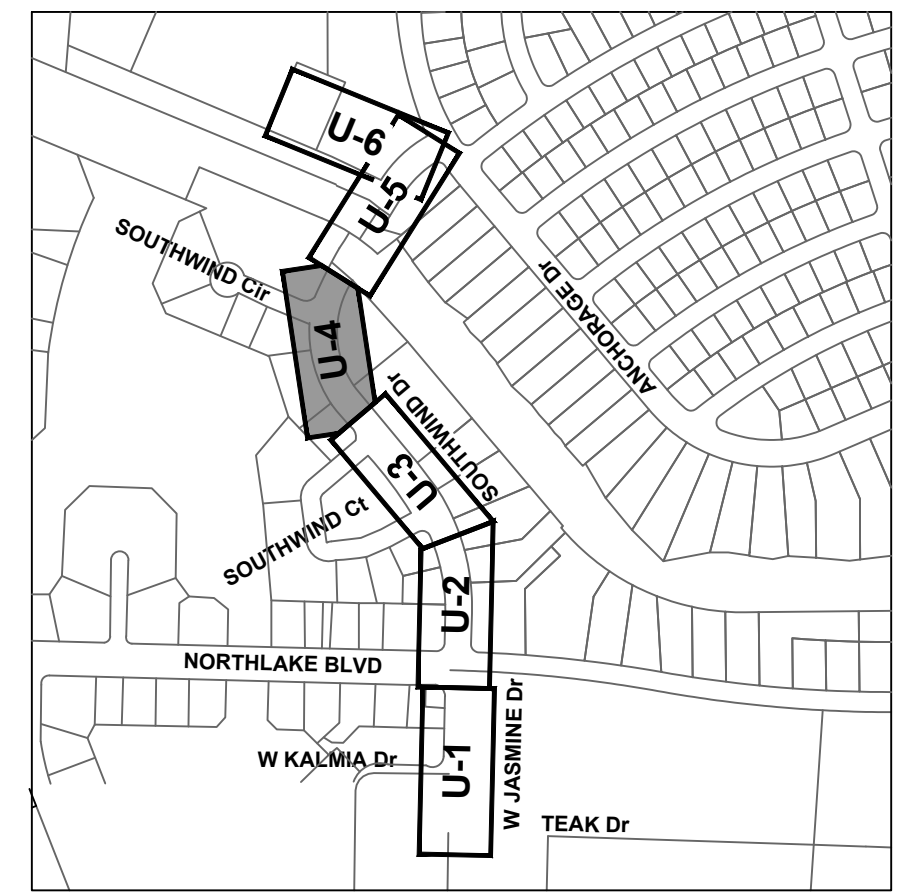 U-6
U-5
SOUTHWIND Cir
ANCHORAGE Dr
U-4
SOUTHWIND Dr
U-3
SOUTHWIND Ct
U-2
NORTHLAKE BLVD
W JASMINE Dr
W KALMIA Dr
U-1
TEAK Dr